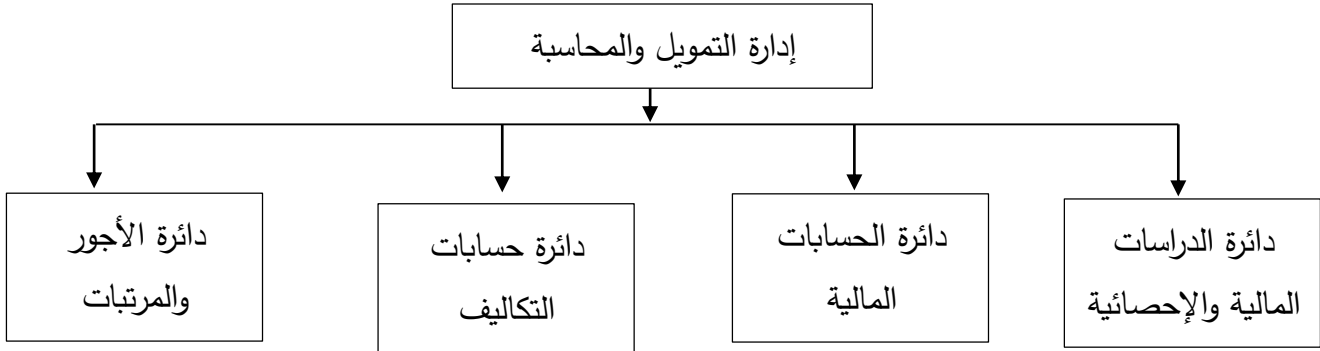 إدارة التمويل والمحاسبة
دائرة الدراسات
المالية والإحصائية
دائرة الحسابات
المالية
دائرة حسابات
التكاليف
دائرة الأجور
والمرتبات